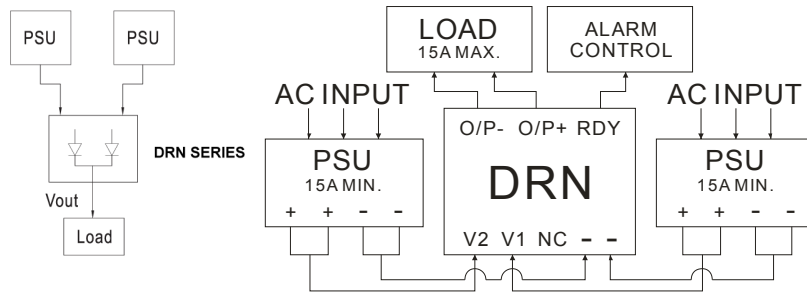 PSU
PSU
DRN SERIES
Vout
Load
LOAD
15A MAX.
ALARM
CONTROL
AC INPUT
AC INPUT
O/P- O/P+ RDY
DRN
V2 V1 NC - -
PSU
15A MIN.
+ + - -
PSU
15A MIN.
+ + - -